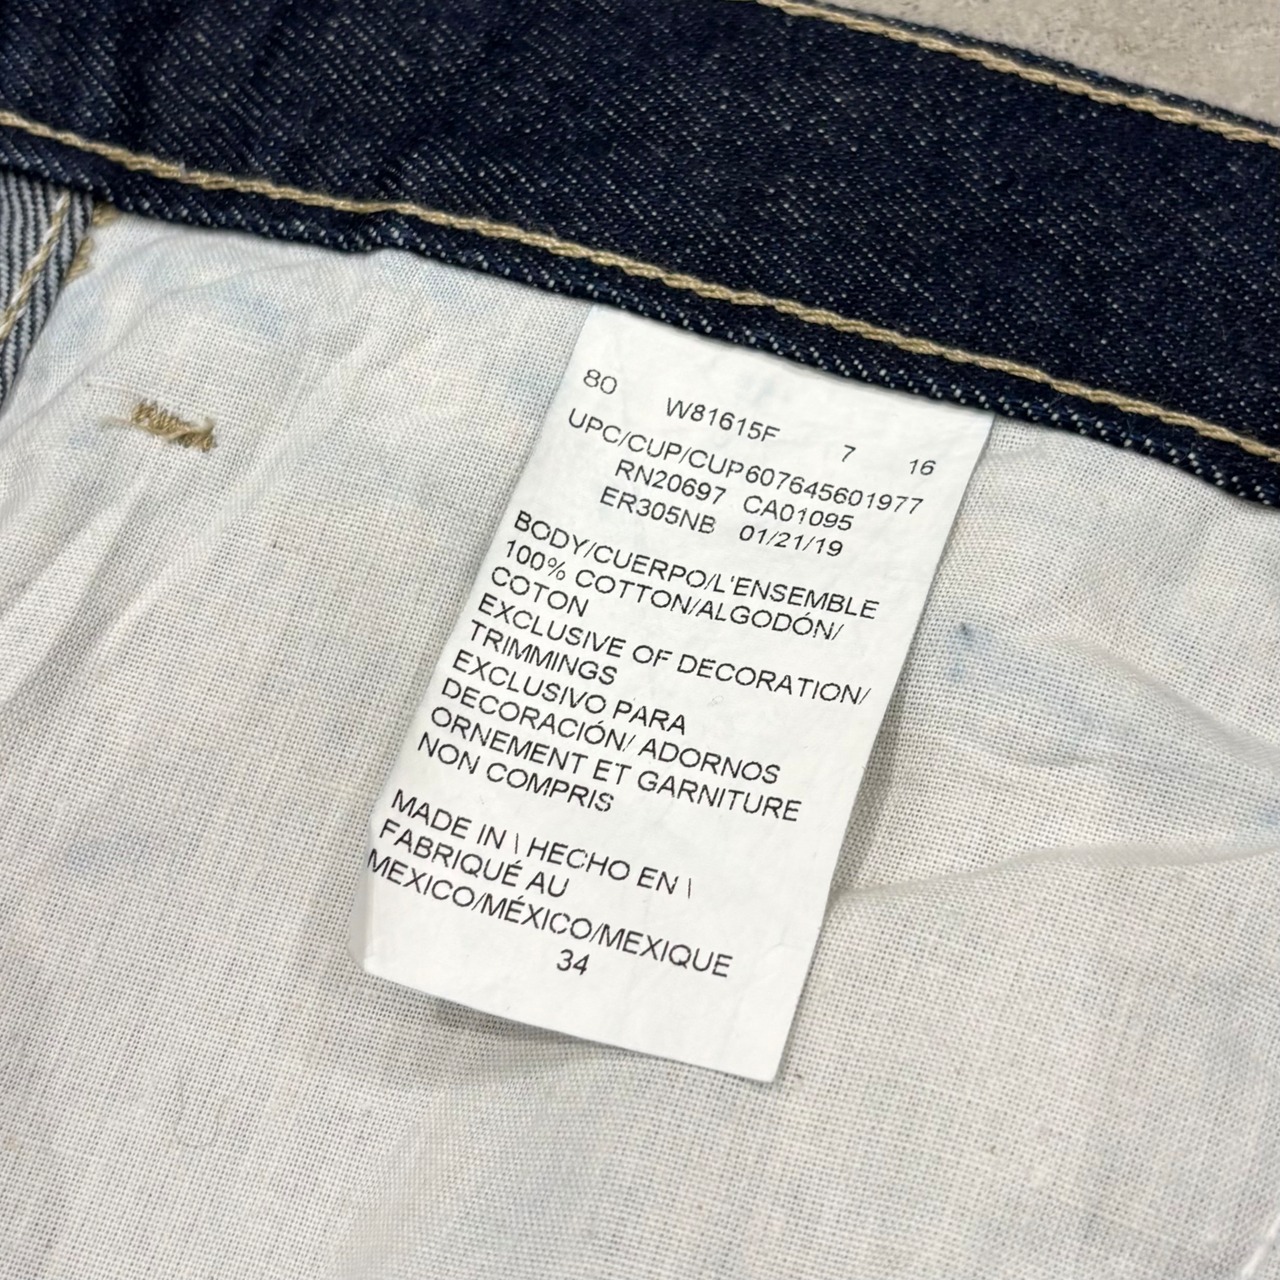 80 W81615F 7 16
UPC/CUP/CUP607645601977
RN20697 CA01095
ER305NB 01/21/19
BODY/CUERPO/L'ENSEMBLE
100% COTTON/ALGODÓN/
COTON
EXCLUSIVE OF DECORATION/
TRIMMINGS
EXCLUSIVO PARA
DECORACIÓN/ ADORNOS
ORNEMENT ET GARNITURE
NON COMPRIS
MADE IN \ HECHO EN \
FABRIQUÉ AU
MEXICO/MÉXICO/MEXIQUE
34